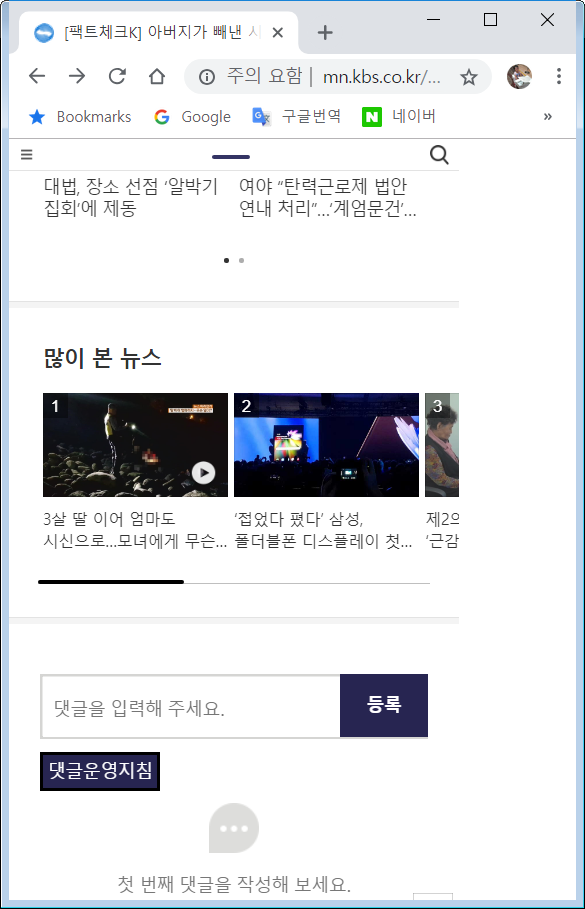 [팩트체크K] 아버지가 빼낸 시
주의 요함 | mn.kbs.co.kr/...
Bookmarks Google 구글번역 네이버 »
대법, 장소 선점 ‘알박기
집회’에 제동
여야 “탄력근로제 법안
연내 처리”…‘계엄문건’…
많이 본 뉴스
1
2
3
3살 딸 이어 엄마도
시신으로…모녀에게 무슨…
‘접었다 폈다’ 삼성,
폴더블폰 디스플레이 첫…
제2의
‘근감
댓글을 입력해 주세요.
등록
댓글운영지침
첫 번째 댓글을 작성해 보세요.